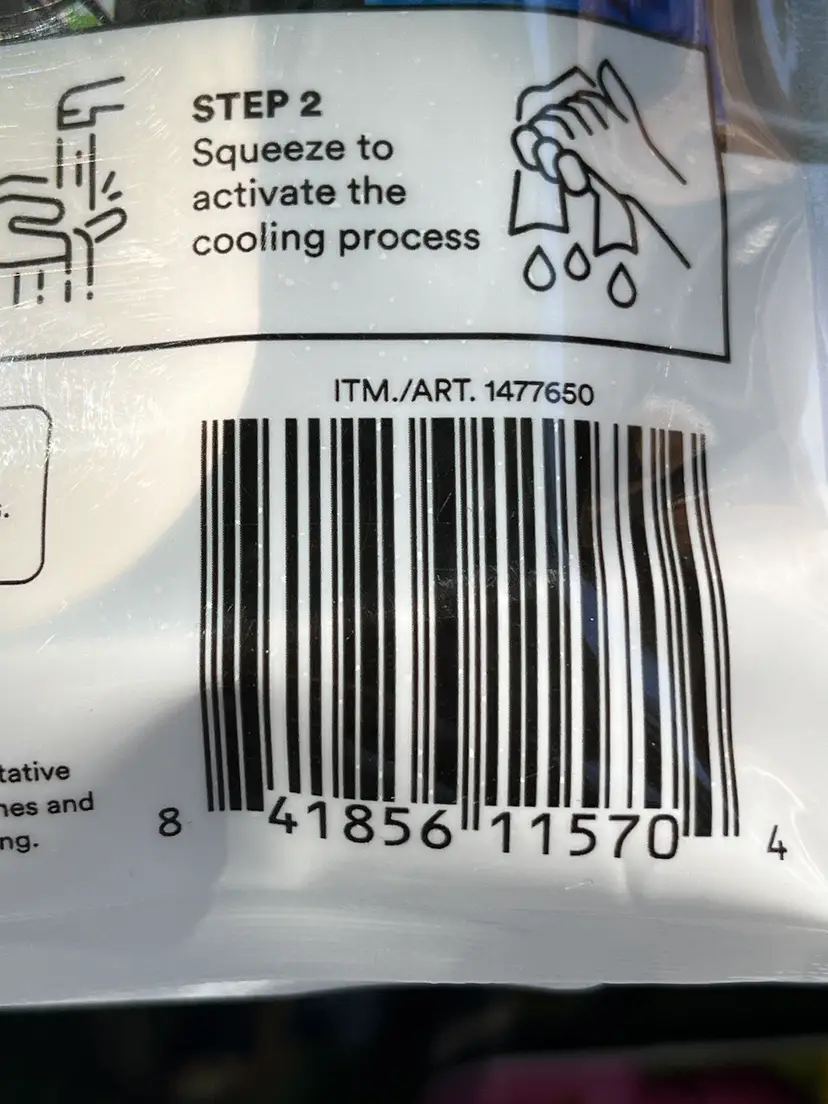 STEP 2
Squeeze to
activate the
cooling process
ITM./ART. 1477650
8 41856 11570 4